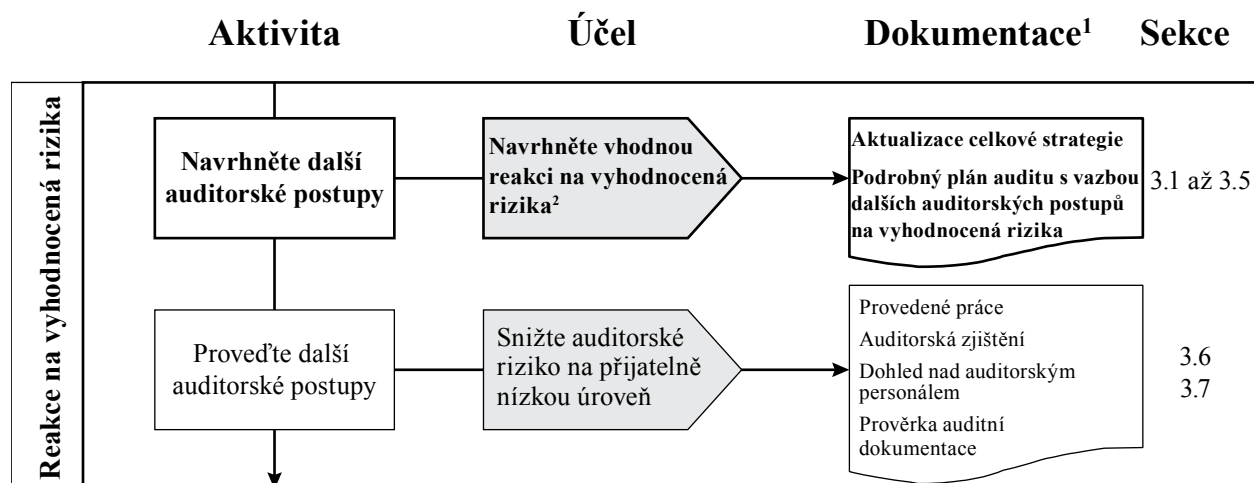 Aktivita Účel Dokumentace¹ Sekce
Reakce na vyhodnocená rizika
Navrhněte další
auditorské postupy
Navrhněte vhodnou
reakci na vyhodnocená
rizika²
Aktualizace celkové strategie
Podrobný plán auditu s vazbou
dalších auditorských postupů
na vyhodnocená rizika
3.1 až 3.5
Proveďte další
auditorské postupy
Snižte auditorské
riziko na přijatelně
nízkou úroveň
Provedené práce
Auditorská zjištění
Dohled nad auditorským
personálem
Prověrka auditní
dokumentace
3.6
3.7